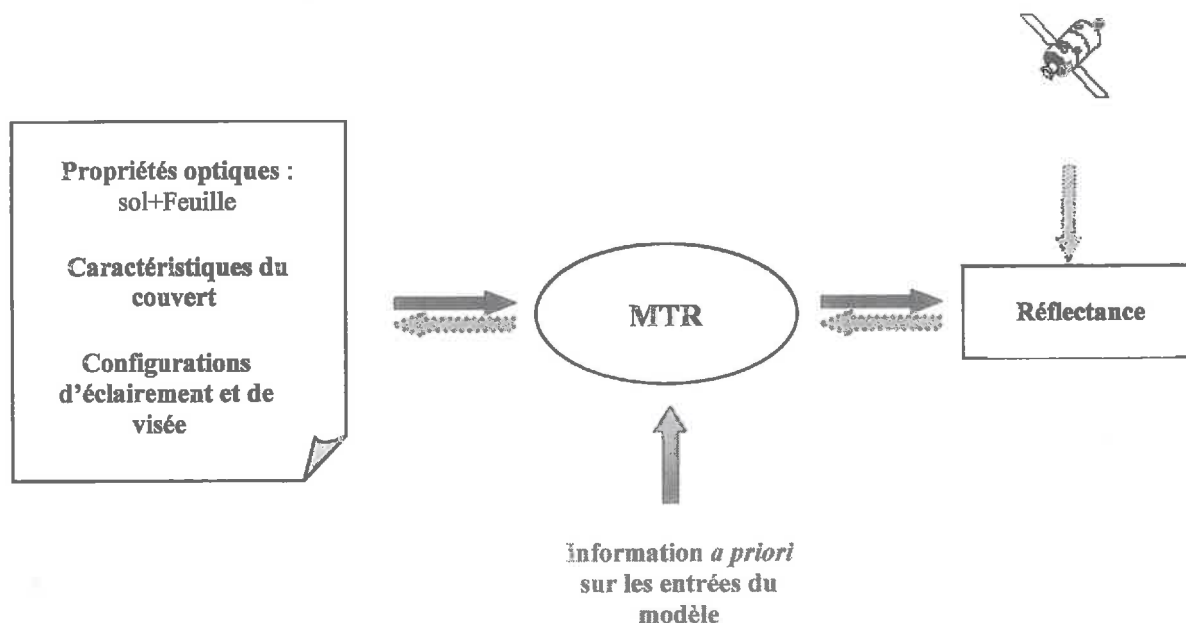 Propriétés optiques :
sol+Feuille
Caractéristiques du
couvert
Configurations
d'éclairement et de
visée
MTR
Réflectance
Information a priori
sur les entrées du
modèle